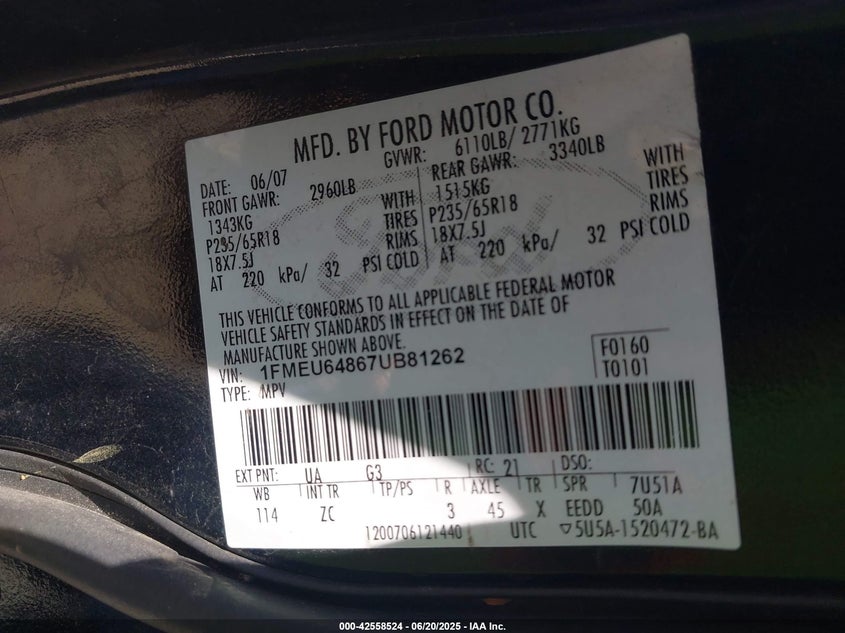 MFD. BY FORD MOTOR CO.
DATE: 06/07 GVWR: 6110LB/ 2771KG
FRONT GAWR: 2960LB REAR GAWR: 3340LB
1343KG WITH 1515KG WITH
P235/65R18 TIRES P235/65R18 TIRES
18X7.5J RIMS 18X7.5J RIMS
AT 220 kPa/ 32 PSI COLD AT 220 kPa/ 32 PSI COLD
Ford
THIS VEHICLE CONFORMS TO ALL APPLICABLE FEDERAL MOTOR
VEHICLE SAFETY STANDARDS IN EFFECT ON THE DATE OF
MANUFACTURE SHOWN ABOVE.
VIN: 1FMEU64867UB81262 F0160
TYPE: MPV T0101
EXT PNT: UA G3 RC: 21 DSO:
WB INT TR TP/PS R AXLE TR SPR 7U51A
114 ZC 3 45 X EEDD 50A
1200706121440 UTC ▽5U5A-1520472-BA
000-42558524 / 06/20/2025 - IAA Inc.